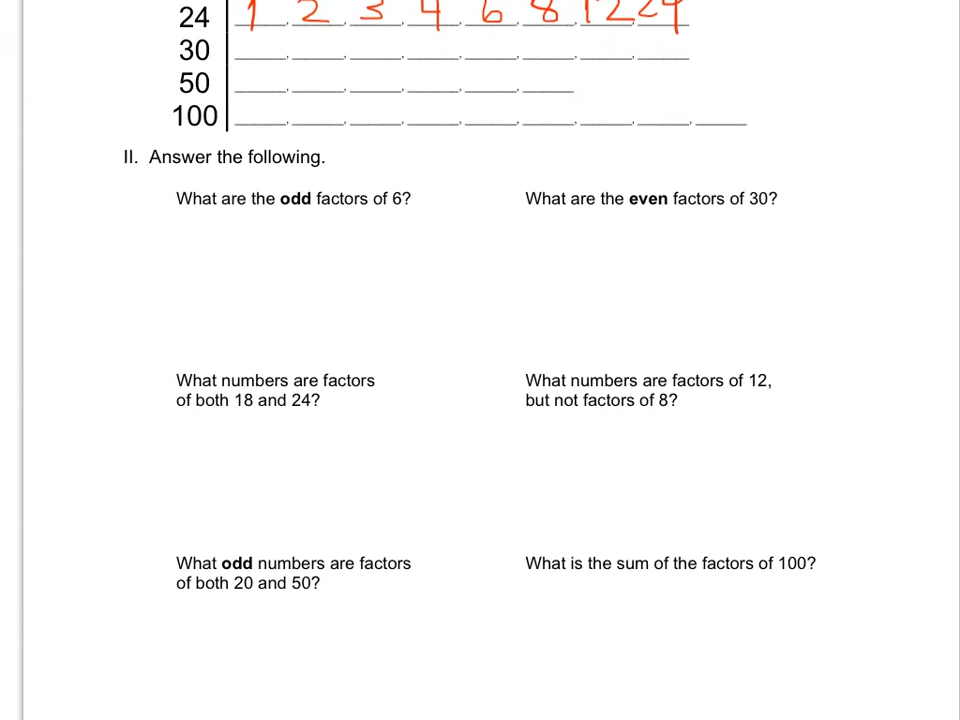 24 1, 2, 3, 4, 6, 8, 12, 24
30
50
100
II. Answer the following.
What are the odd factors of 6?
What are the even factors of 30?
What numbers are factors
of both 18 and 24?
What numbers are factors of 12,
but not factors of 8?
What odd numbers are factors
of both 20 and 50?
What is the sum of the factors of 100?